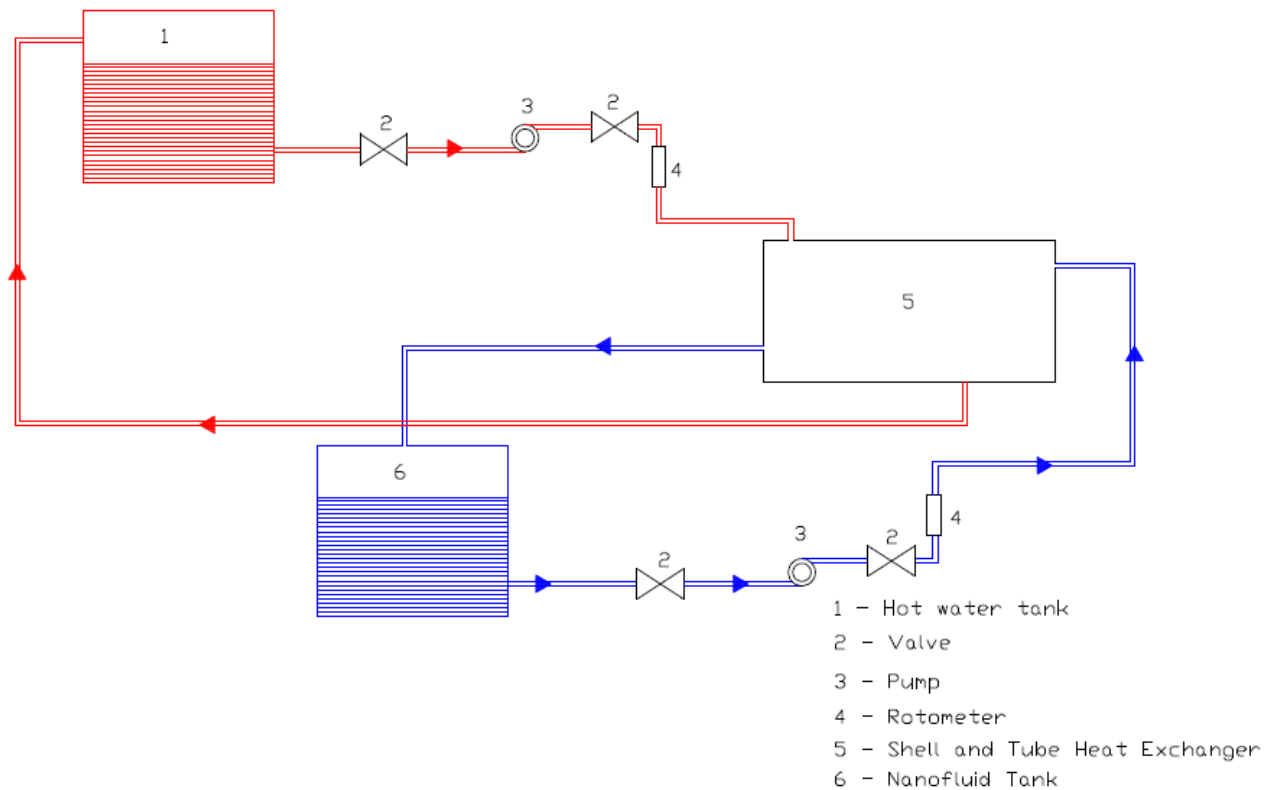 1
2
3
2
4
5
6
2
3
2
4
1 - Hot water tank
2 - Valve
3 - Pump
4 - Rotometer
5 - Shell and Tube Heat Exchanger
6 - Nanofluid Tank